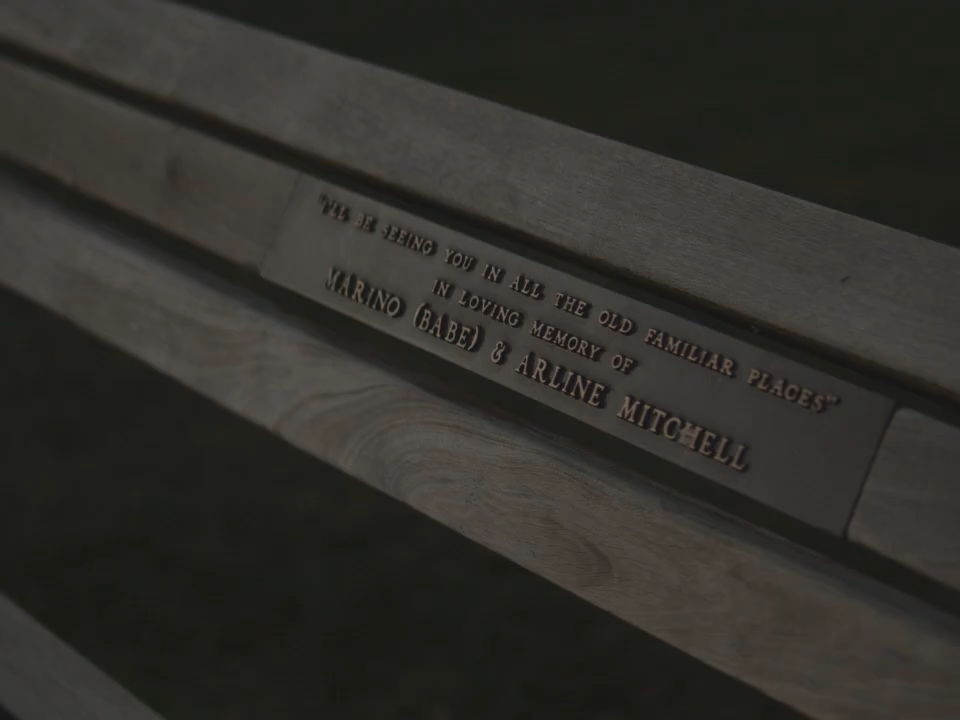 "I'LL BE SEEING YOU IN ALL THE OLD FAMILIAR PLACES"
IN LOVING MEMORY OF
MARINO (BABE) & ARLINE MITCHELL